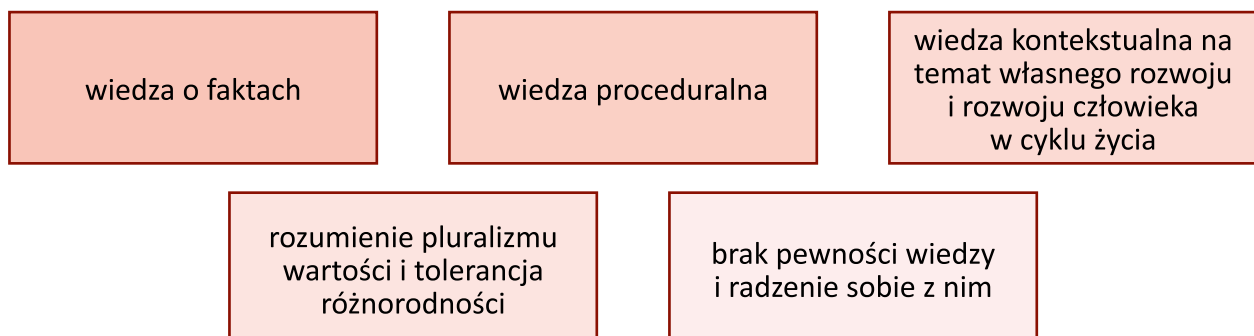 wiedza o faktach
wiedza proceduralna
wiedza kontekstualna na
temat własnego rozwoju
i rozwoju człowieka
w cyklu życia
rozumienie pluralizmu
wartości i tolerancja
różnorodności
brak pewności wiedzy
i radzenie sobie z nim